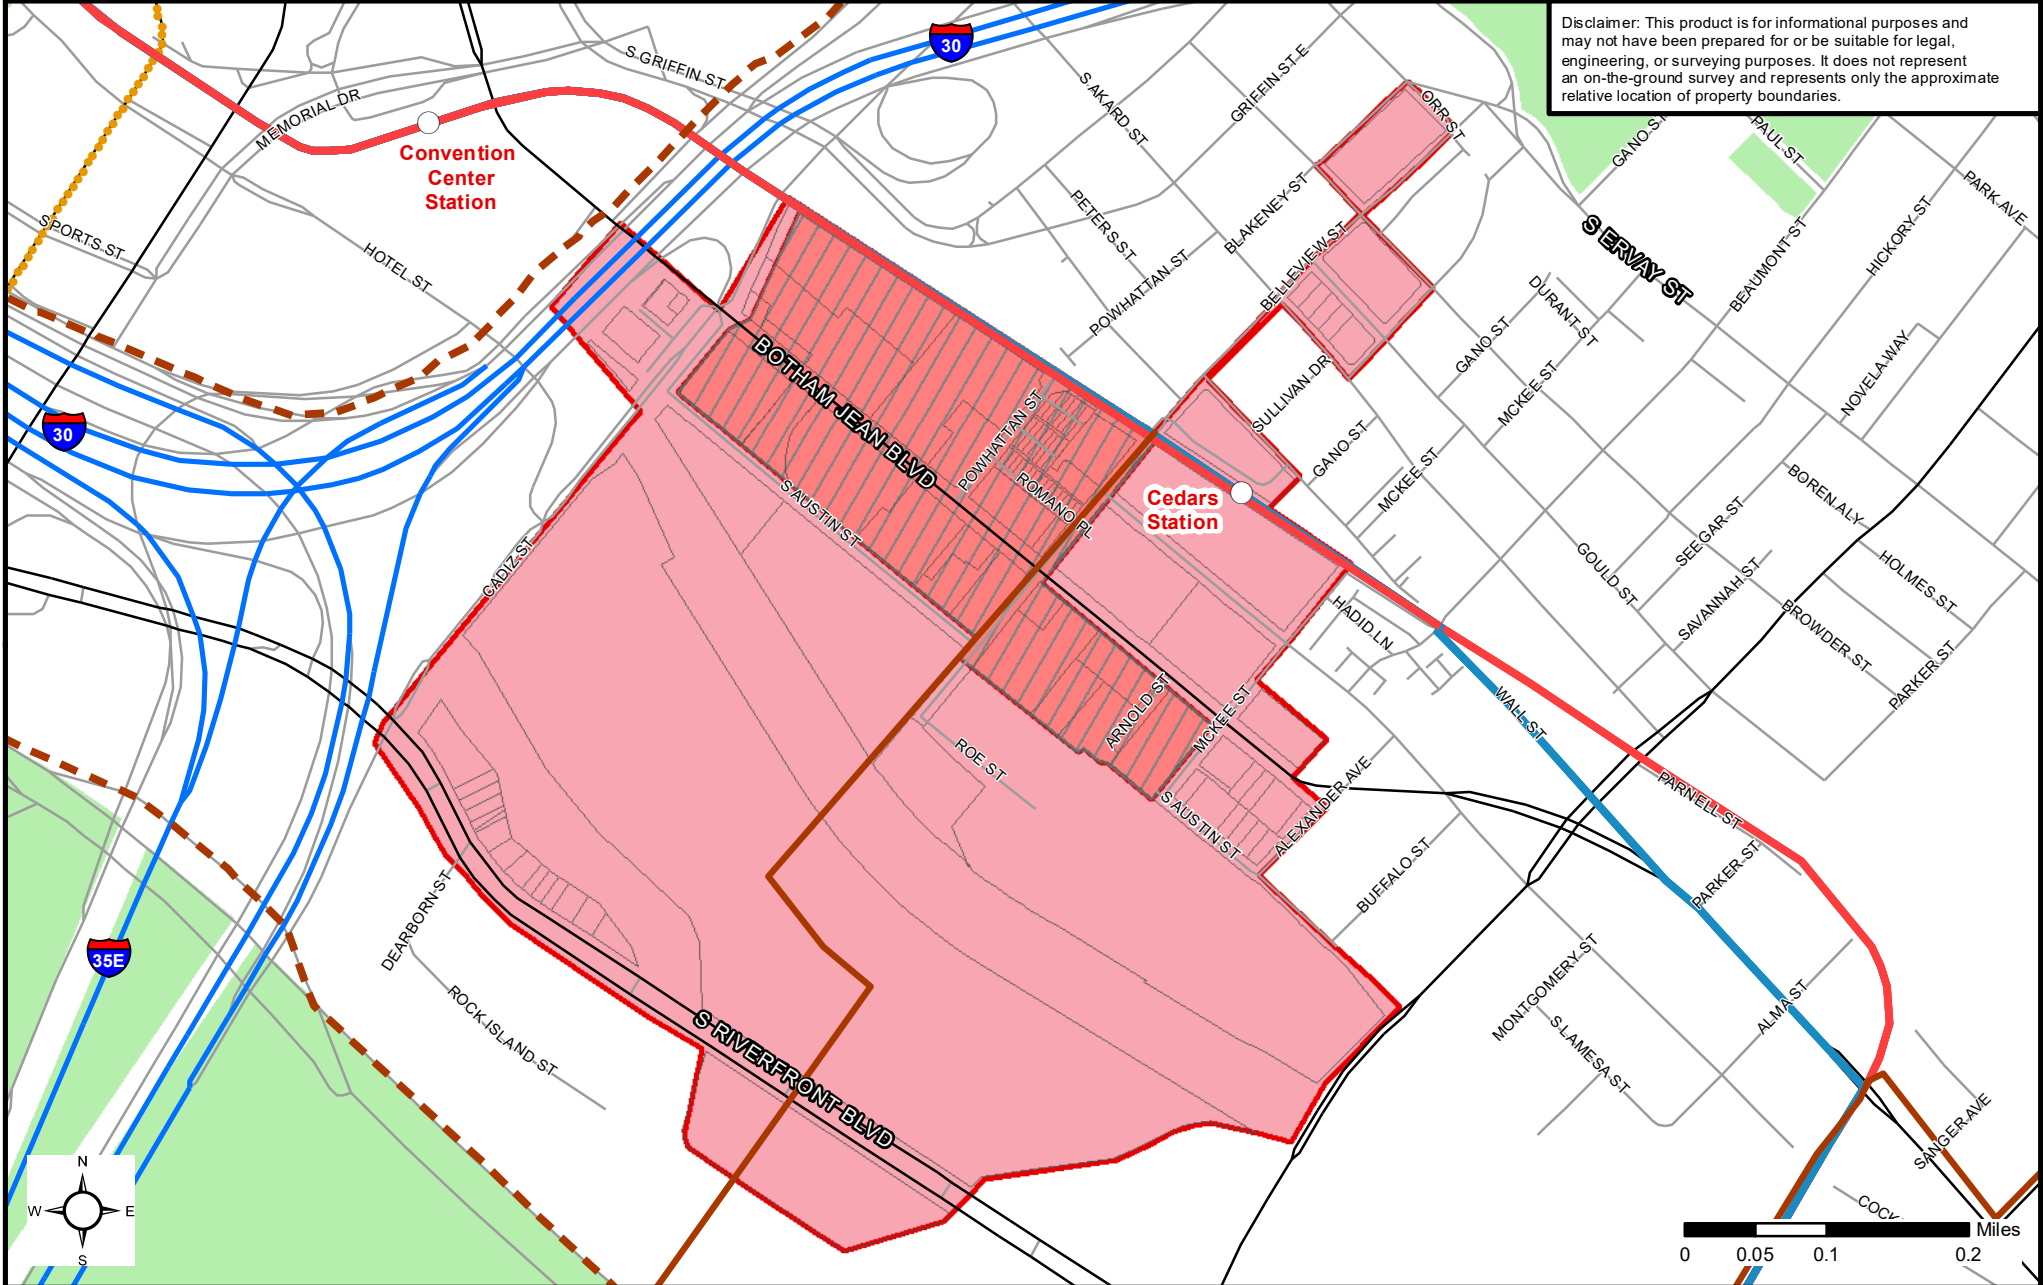 Disclaimer: This product is for informational purposes and
may not have been prepared for or be suitable for legal,
engineering, or surveying purposes. It does not represent
an on-the-ground survey and represents only the approximate
relative location of property boundaries.
30
S GRIFFIN ST
MEMORIAL DR
Convention
Center
Station
S AKARD ST
GRIFFIN ST E
ORR ST
GANO ST
PAUL ST
PARK AVE
SPORTS ST
HOTEL ST
PETERS ST
BLAKENEY ST
POWHATTAN ST
BELLEVIEW ST
S ERVAY ST
BEAUMONT ST
HICKORY ST
DURANT ST
GANO ST
MCKEE ST
NOVELA WAY
SULLIVAN DR
GANO ST
MCKEE ST
30
BOTHAM JEAN BLVD
POWHATTAN ST
ROMANO PL
S AUSTIN ST
Cedars
Station
CADIZ ST
HADID LN
GOULD ST
SEEGAR ST
SAVANNAH ST
BOREN ALY
HOLMES ST
BROWDER ST
PARKER ST
WALL ST
ARNOLD ST
MCKEE ST
ROE ST
S AUSTIN ST
ALEXANDER AVE
BUFFALO ST
PARNELL ST
PARKER ST
35E
DEARBORN ST
ROCK ISLAND ST
S RIVERFRONT BLVD
MONTGOMERY ST
S LAMESA ST
ALMA ST
SANGER AVE
COCK
N
W
E
S
Miles
0
0.05
0.1
0.2